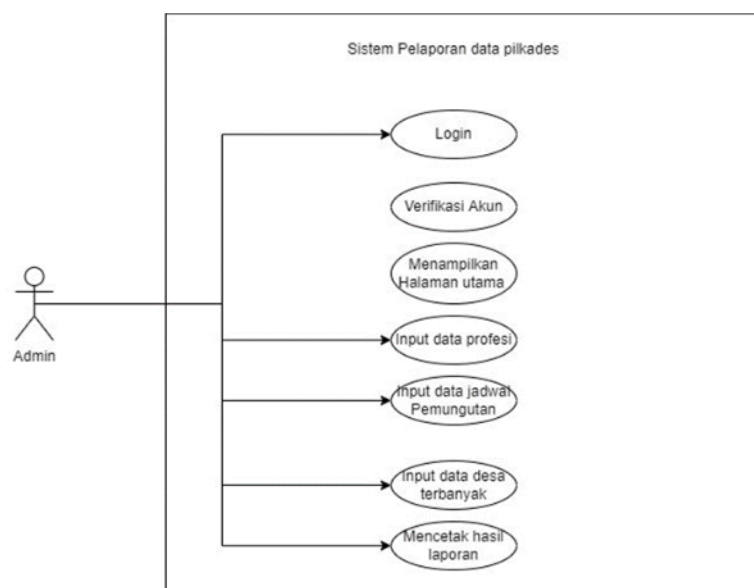 Sistem Pelaporan data pilkades
Login
Verifikasi Akun
Menampilkan
Halaman utama
Admin
Input data profesi
Input data jadwal
Pemungutan
Input data desa
terbanyak
Mencetak hasil
laporan